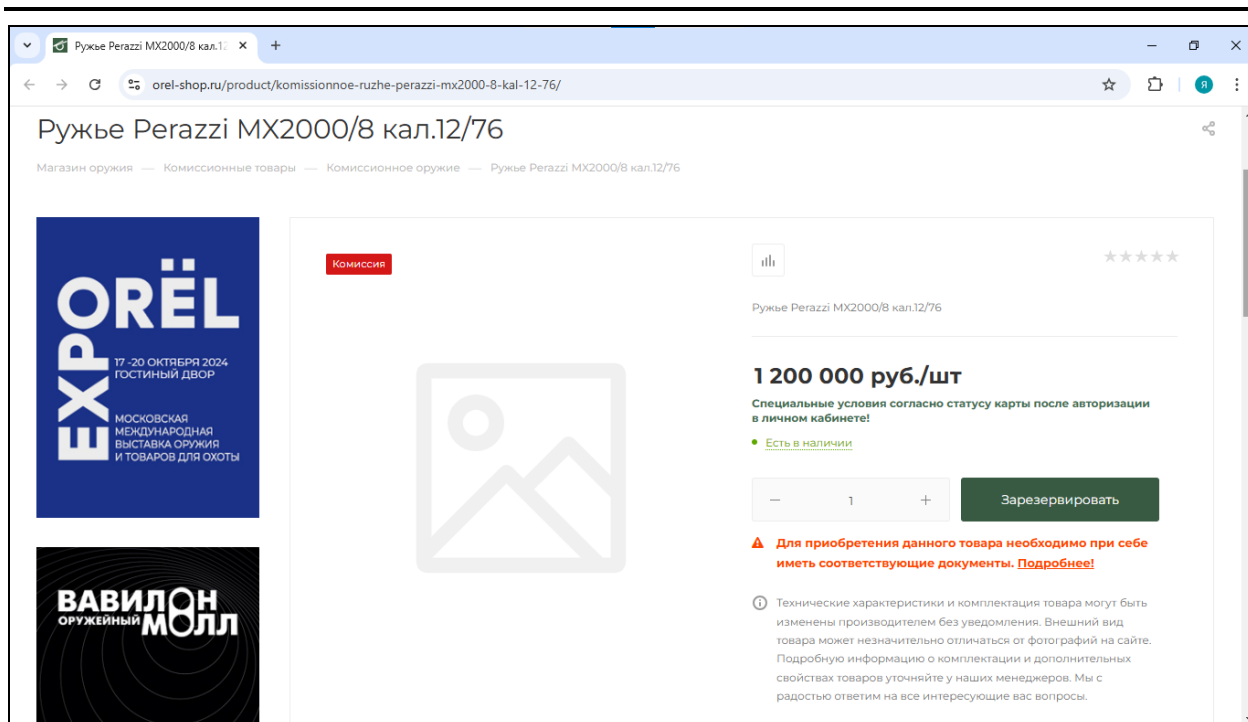 Ружье Perazzi MX2000/8 кал.12
orel-shop.ru/product/komissionnoe-ruzhe-perazzi-mx2000-8-kal-12-76/
Я
Ружье Perazzi MX2000/8 кал.12/76
Магазин оружия — Комиссионные товары — Комиссионное оружие — Ружье Perazzi MX2000/8 кал.12/76
EXPO
ORЁL
17 -20 ОКТЯБРЯ 2024
ГОСТИНЫЙ ДВОР
МОСКОВСКАЯ
МЕЖДУНАРОДНАЯ
ВЫСТАВКА ОРУЖИЯ
И ТОВАРОВ ДЛЯ ОХОТЫ
ВАВИЛОН
ОРУЖЕЙНЫЙ МОЛЛ
Комиссия
Ружье Perazzi MX2000/8 кал.12/76
1 200 000 руб./шт
Специальные условия согласно статусу карты после авторизации
в личном кабинете!
Есть в наличии
— 1 +
Зарезервировать
Для приобретения данного товара необходимо при себе
иметь соответствующие документы. Подробнее!
Технические характеристики и комплектация товара могут быть
изменены производителем без уведомления. Внешний вид
товара может незначительно отличаться от фотографий на сайте.
Подробную информацию о комплектации и дополнительных
свойствах товаров уточняйте у наших менеджеров. Мы с
радостью ответим на все интересующие вас вопросы.